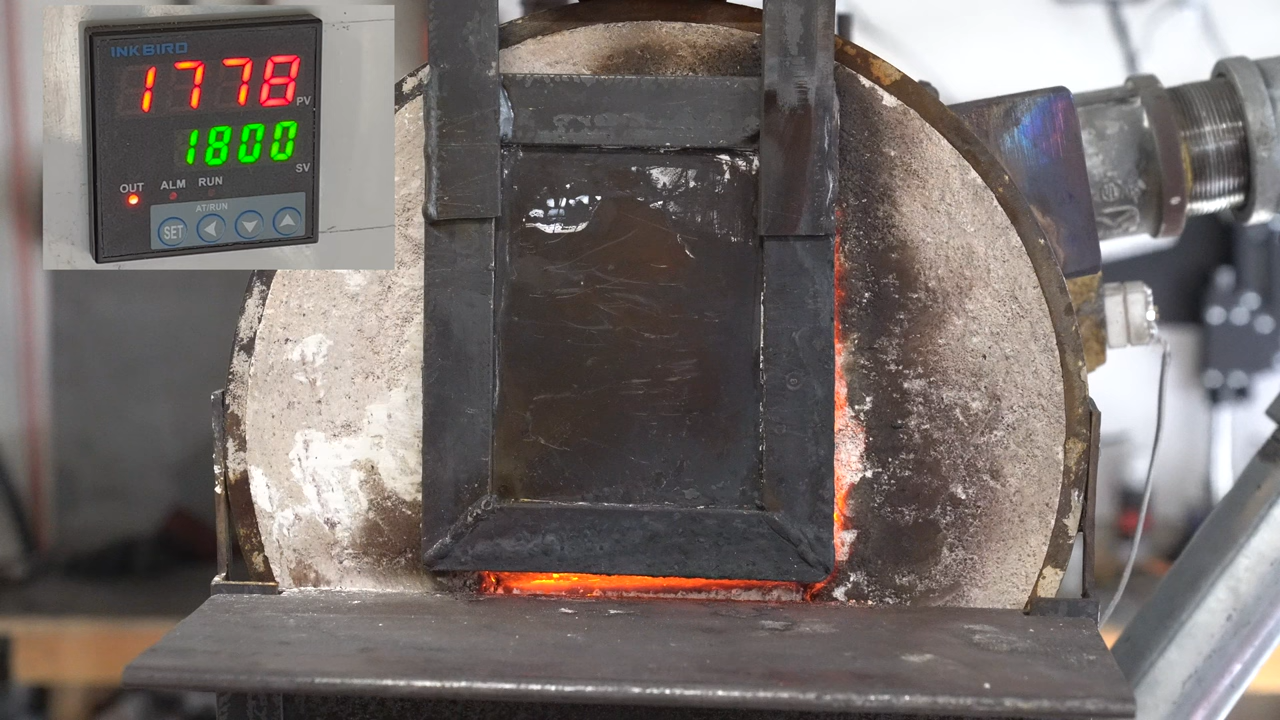 INKBIRD
1778 PV
1800 SV
OUT ALM RUN
AT/RUN
SET